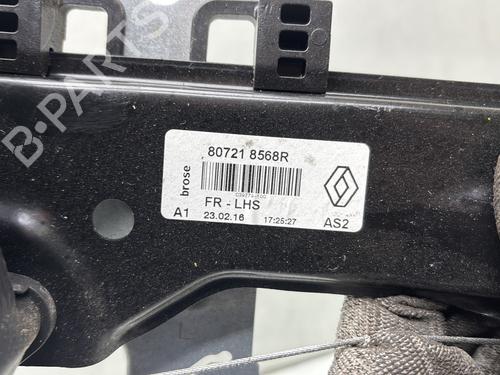 B-PARTS
brose
80721 8568R
FR - LHS
A1
23.02.16
17:25:27
AS2